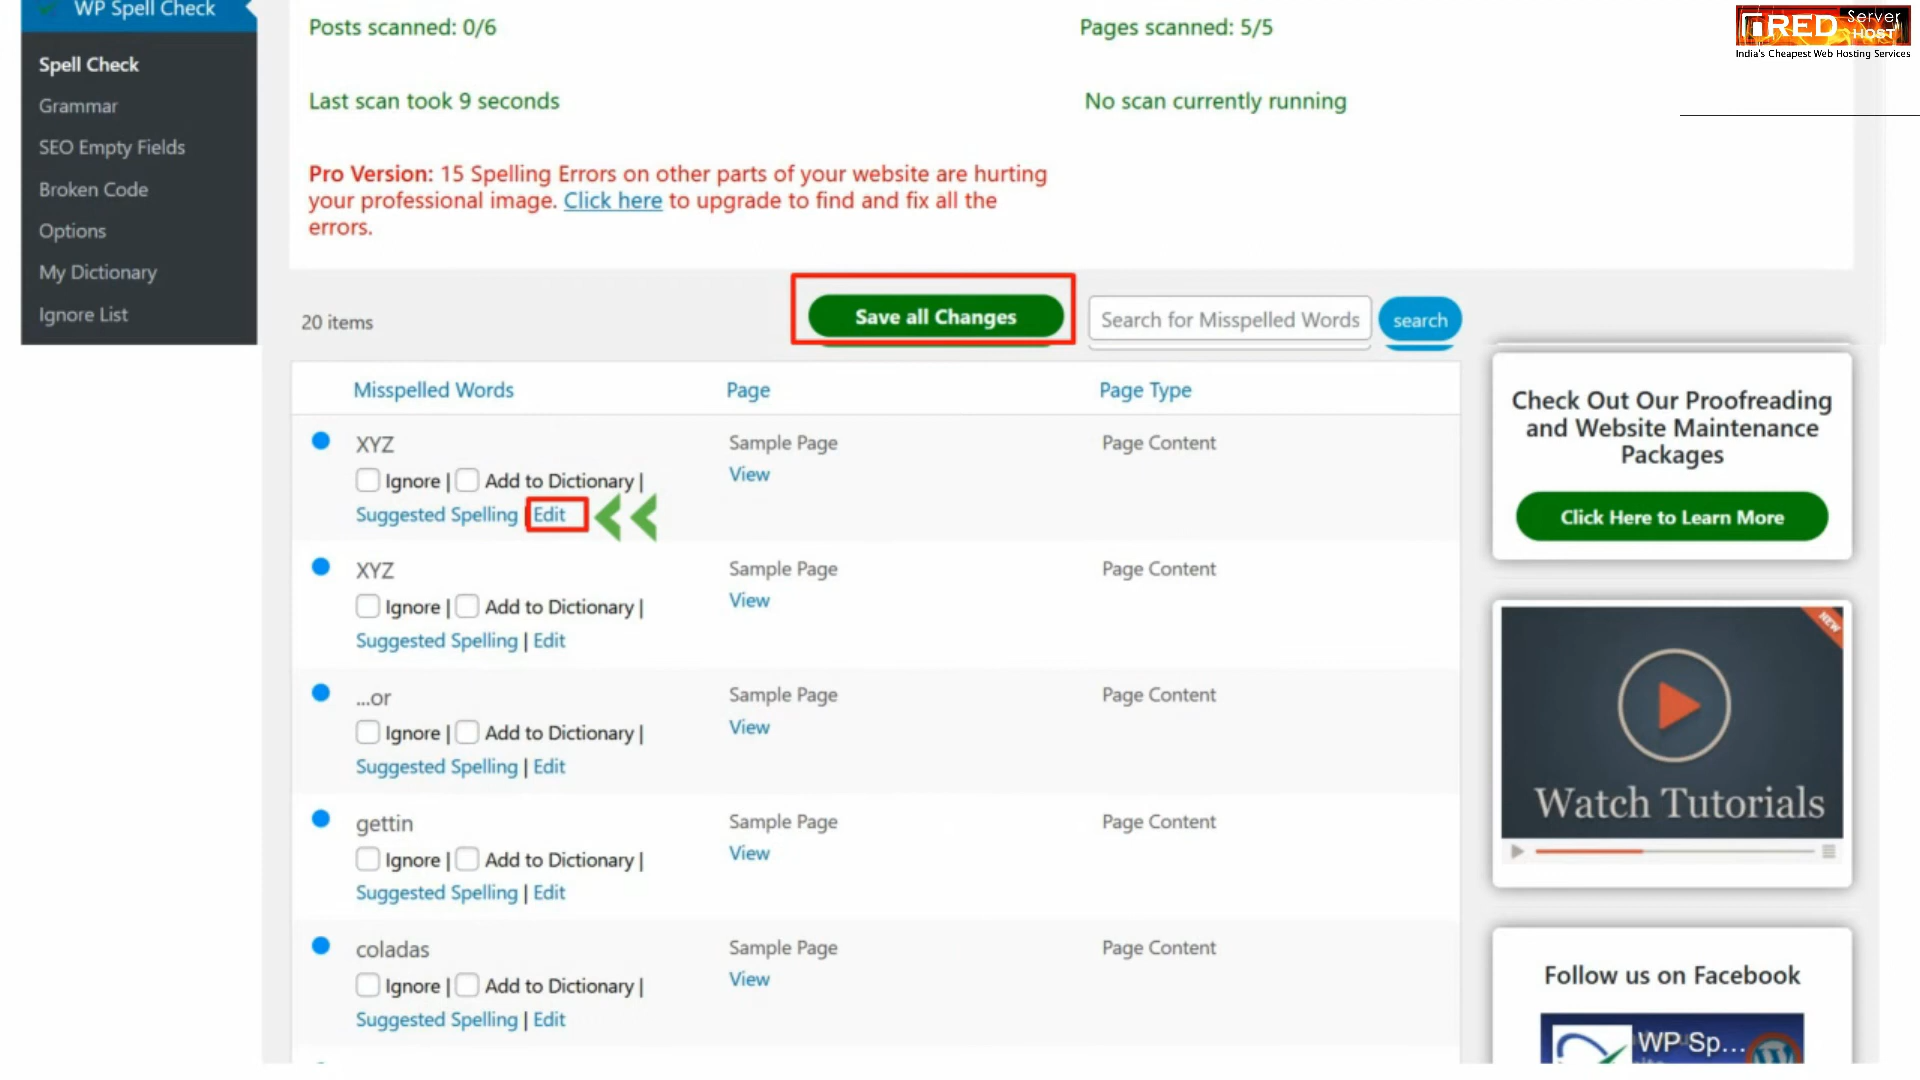 WP Spell Check
Spell Check
Grammar
SEO Empty Fields
Broken Code
Options
My Dictionary
Ignore List
Posts scanned: 0/6
Pages scanned: 5/5
Last scan took 9 seconds
No scan currently running
Pro Version: 15 Spelling Errors on other parts of your website are hurting
your professional image. Click here to upgrade to find and fix all the
errors.
RED Server HOST
India's Cheapest Web Hosting Services
20 items
Save all Changes
Search for Misspelled Words
search
Misspelled Words Page Page Type
XYZ Sample Page Page Content
Ignore | Add to Dictionary | View
Suggested Spelling | Edit
XYZ Sample Page Page Content
Ignore | Add to Dictionary | View
Suggested Spelling | Edit
...or Sample Page Page Content
Ignore | Add to Dictionary | View
Suggested Spelling | Edit
gettin Sample Page Page Content
Ignore | Add to Dictionary | View
Suggested Spelling | Edit
coladas Sample Page Page Content
Ignore | Add to Dictionary | View
Suggested Spelling | Edit
Check Out Our Proofreading
and Website Maintenance
Packages
Click Here to Learn More
NEW
Watch Tutorials
Follow us on Facebook
WP Sp...